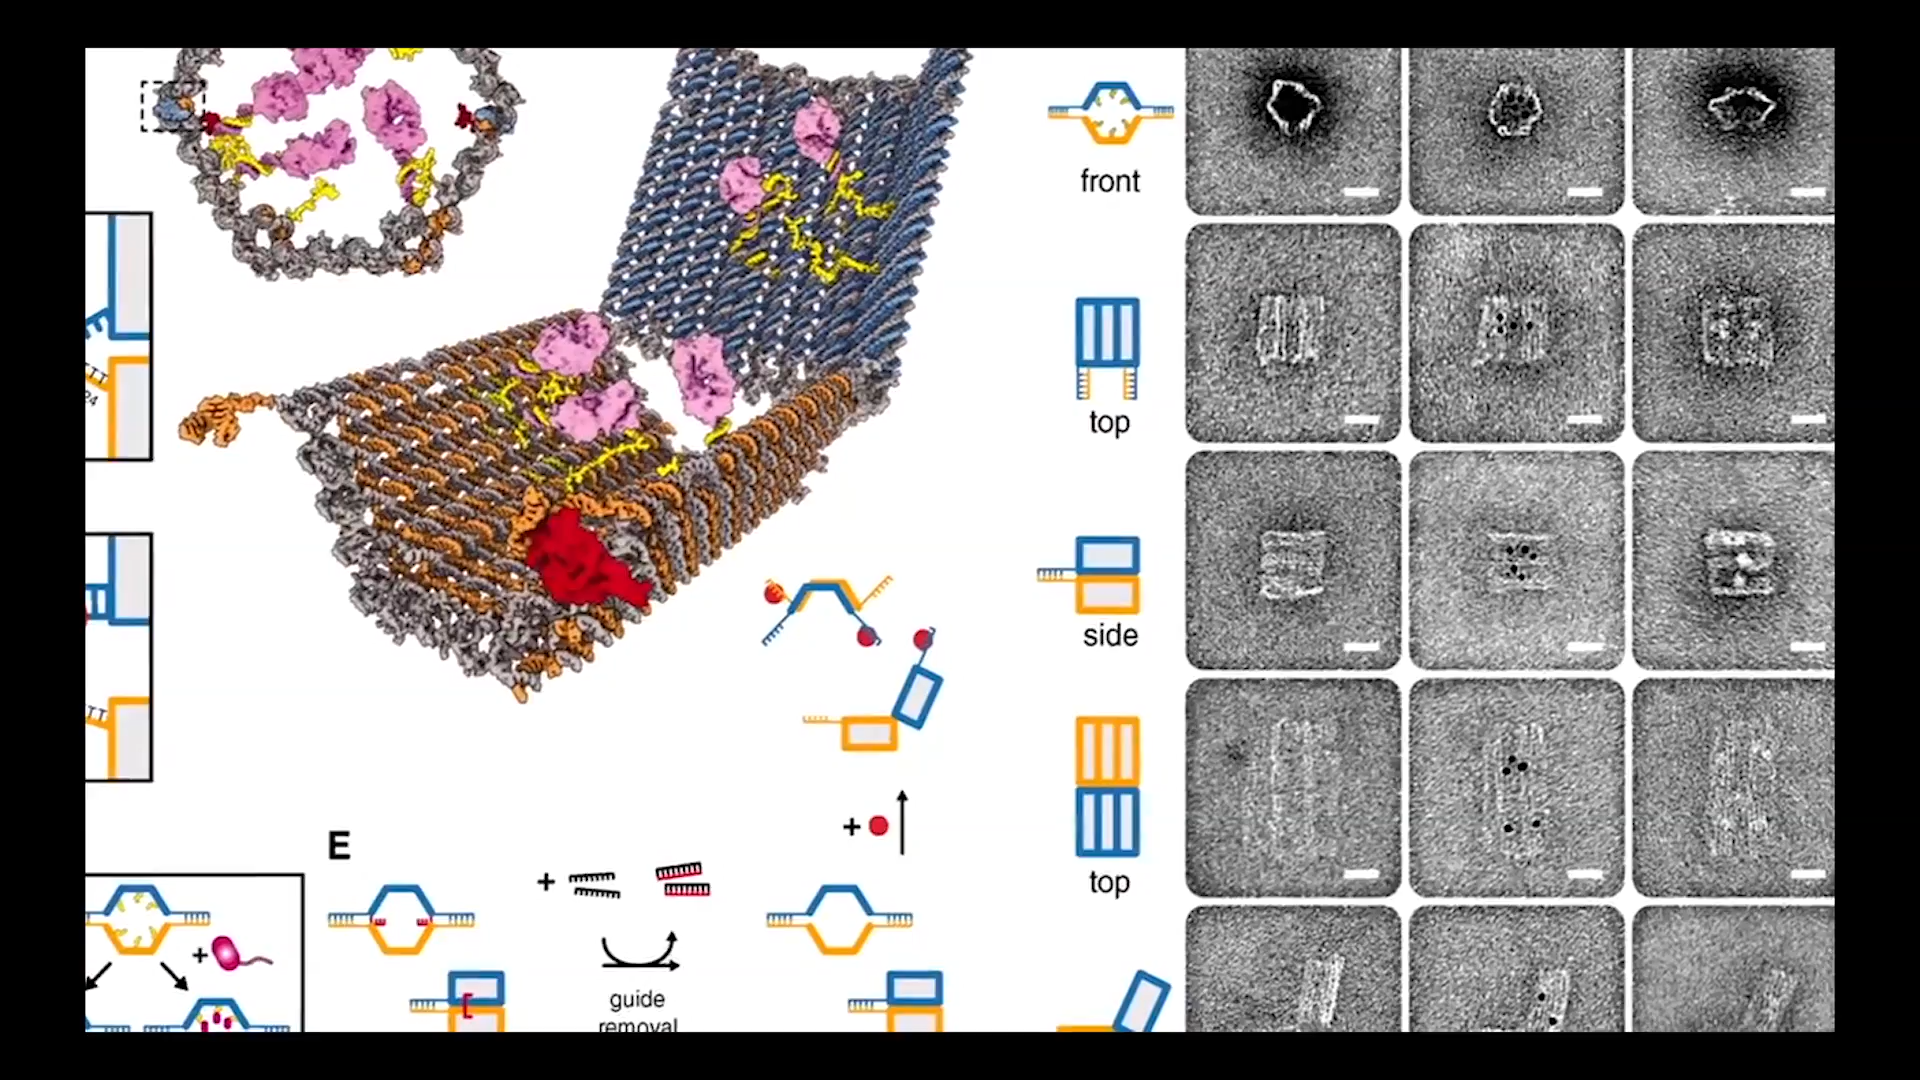 front
top
side
top
E
+
+
+
guide
removal